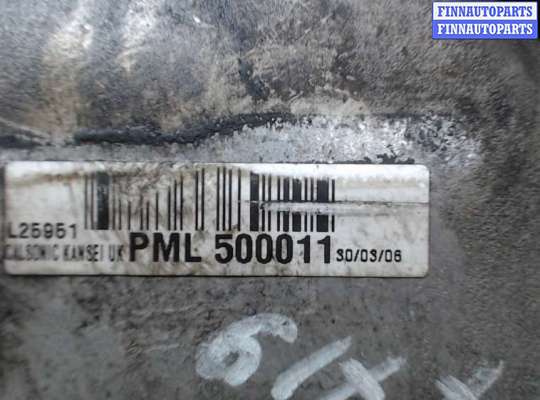 FINNAUTOPARTS
FINNAUTOPARTS
L25951
CALSONIC KANSEI UK PML 500011 30/03/06